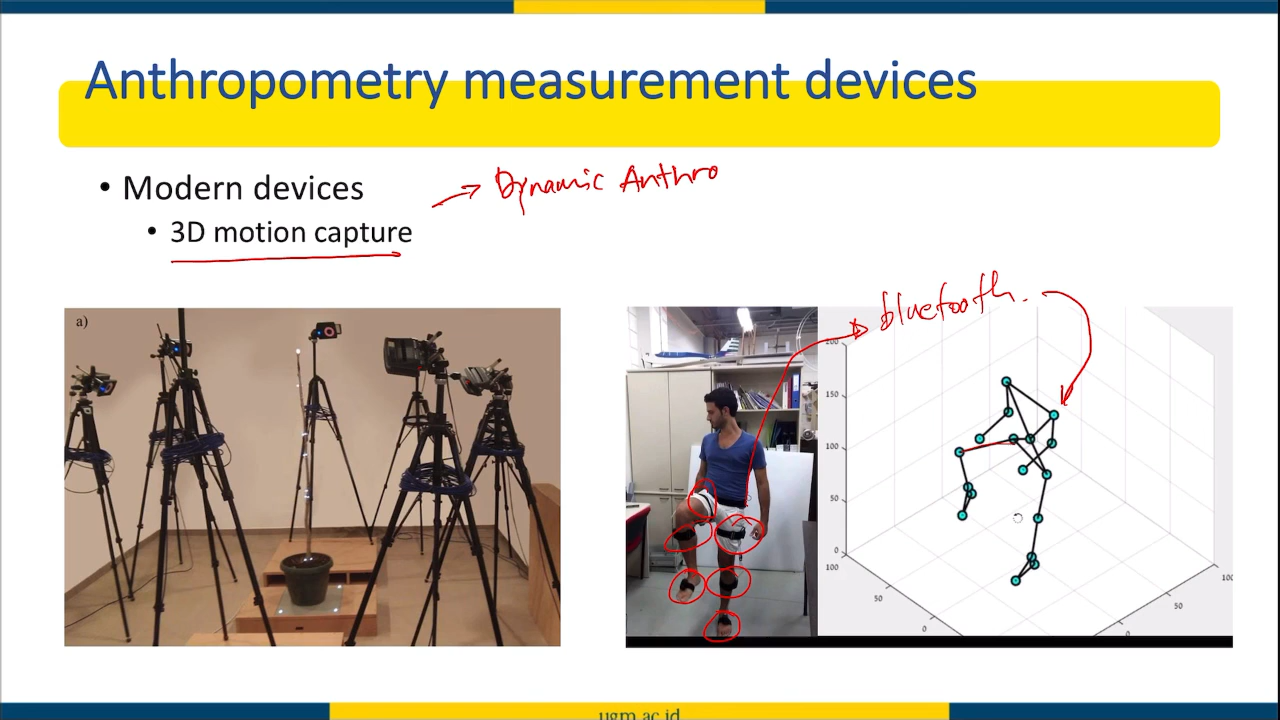 Anthropometry measurement devices
• Modern devices
→ Dynamic Anthro
• 3D motion capture
a)
bluetooth.
200
150
100
50
0
100
50
0
0
50
100
ugm.ac.id